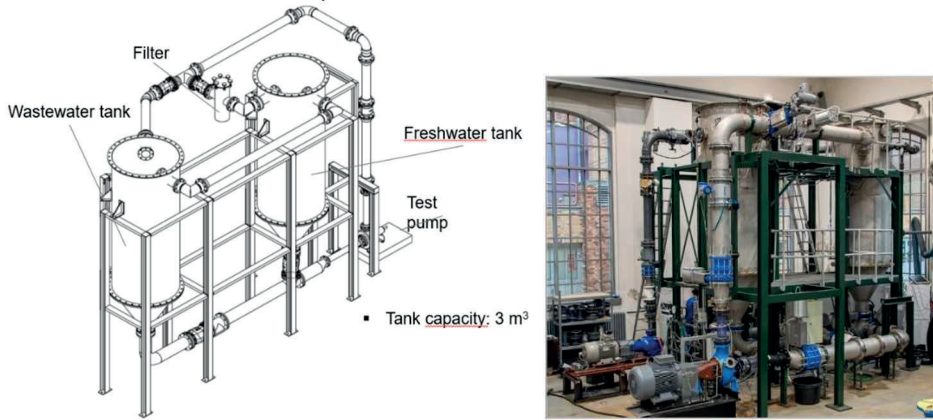 Filter
Wastewater tank
Freshwater tank
Test
pump
▪ Tank capacity: 3 m³